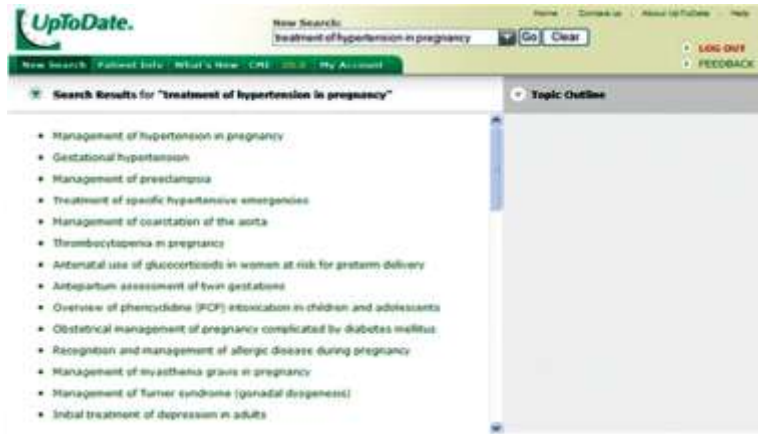 UpToDate.
New Search:
Home Contact Us About UpToDate Help
treatment of hypertension in pregnancy
Go Clear
LOG OUT
FEEDBACK
New Search Patient Info What's New CME My Account
Search Results for "treatment of hypertension in pregnancy"
Topic Outline
Management of hypertension in pregnancy
Gestational hypertension
Management of preeclampsia
Treatment of specific hypertensive emergencies
Management of coarctation of the aorta
Thrombocytopenia in pregnancy
Antenatal use of glucocorticoids in women at risk for preterm delivery
Antepartum assessment of twin gestations
Overview of phencyclidine (PCP) intoxication in children and adolescents
Obstetrical management of pregnancy complicated by diabetes mellitus
Recognition and management of allergic disease during pregnancy
Management of myasthenia gravis in pregnancy
Management of Turner syndrome (gonadal dysgenesis)
Initial treatment of depression in adults